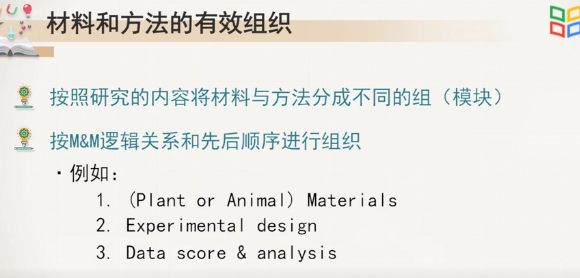 材料和方法的有效组织
按照研究的内容将材料与方法分成不同的组（模块）
按M&M逻辑关系和先后顺序进行组织
·例如：
1. (Plant or Animal) Materials
2. Experimental design
3. Data score & analysis